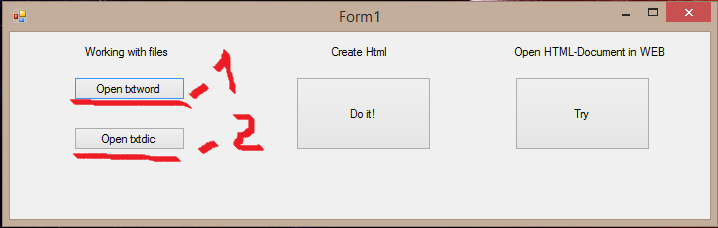 Form1
Working with files
Create Html
Open HTML-Document in WEB
Open txtword
- 1
Do it!
Try
Open txtdic
- 2